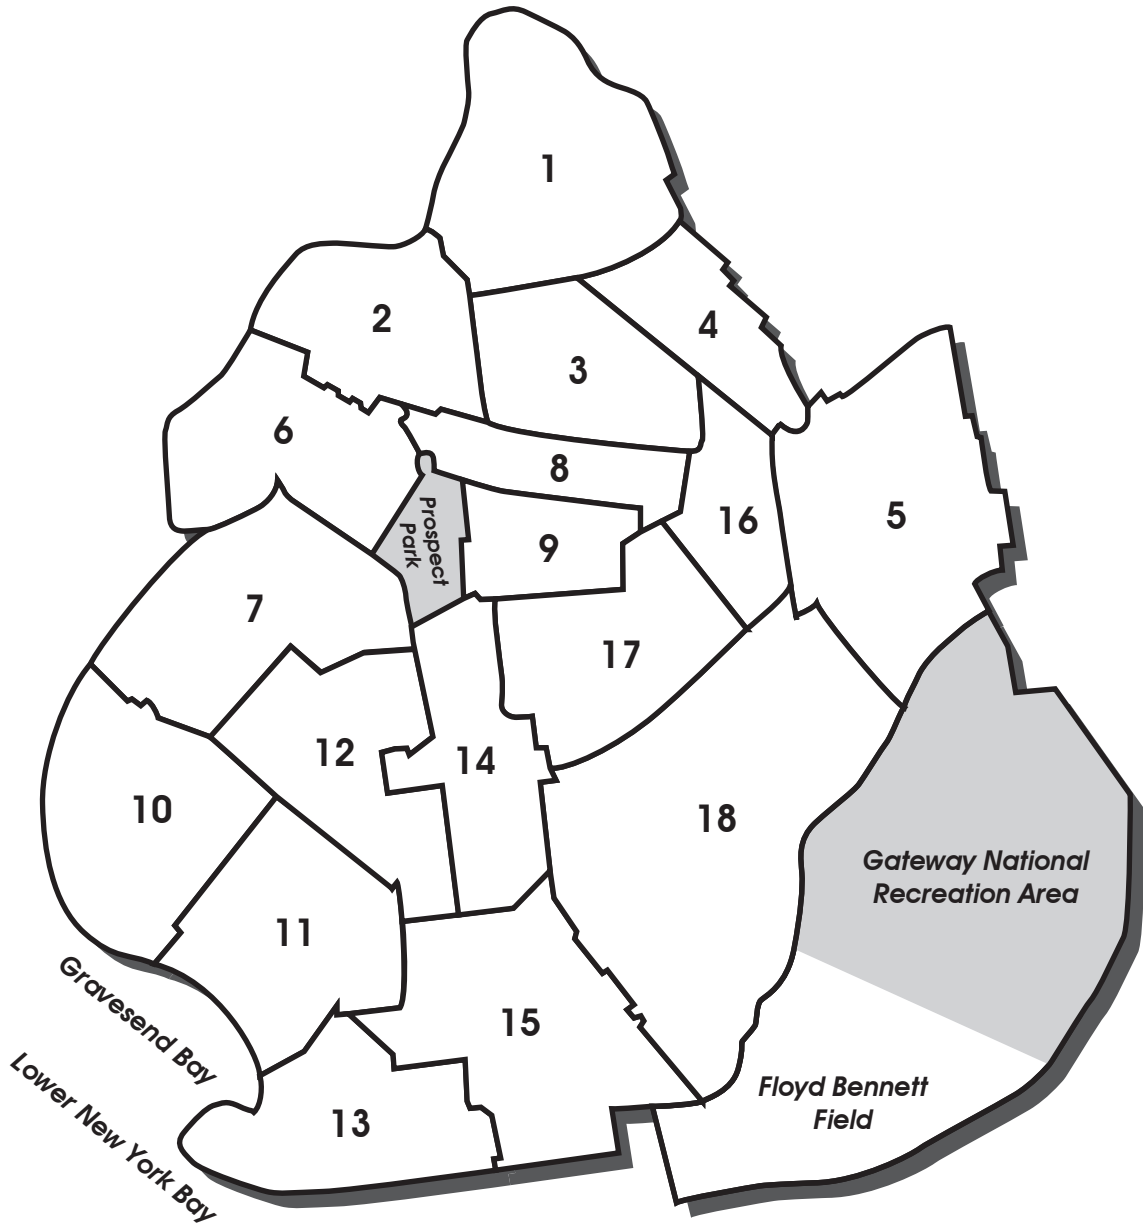 1
2
3
4
6
8
5
16
9
Prospect
Park
7
17
12
14
10
18
Gateway National
Recreation Area
11
Gravesend Bay
15
Floyd Bennett
Field
13
Lower New York Bay